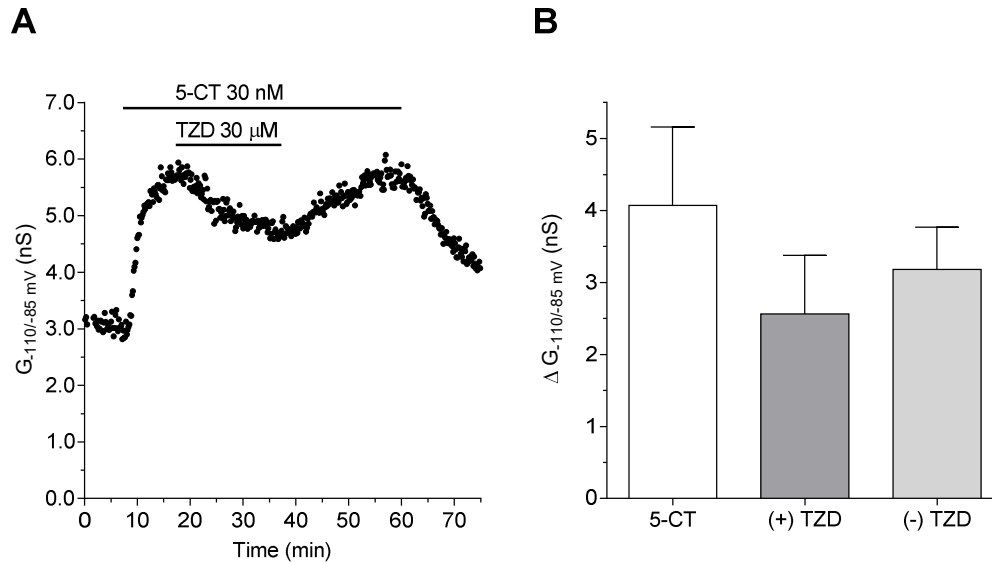 A
B
5-CT 30 nM
TZD 30 μM
7.0
6.0
5.0
4.0
3.0
2.0
1.0
0.0
G-110/-85 mV (nS)
0 10 20 30 40 50 60 70
Time (min)
5
4
3
2
1
0
Δ G-110/-85 mV (nS)
5-CT (+) TZD (-) TZD